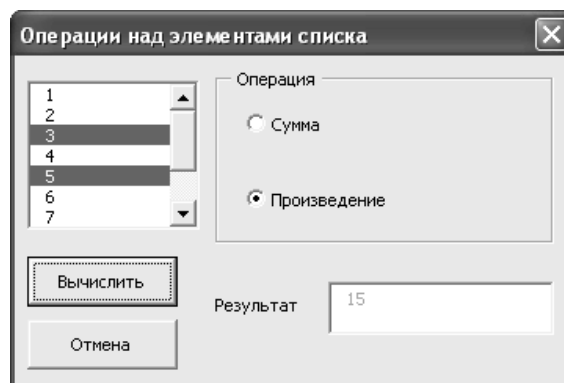 Операции над элементами списка
1
2
3
4
5
6
7
Операция
Сумма
Произведение
Вычислить
Отмена
Результат
15